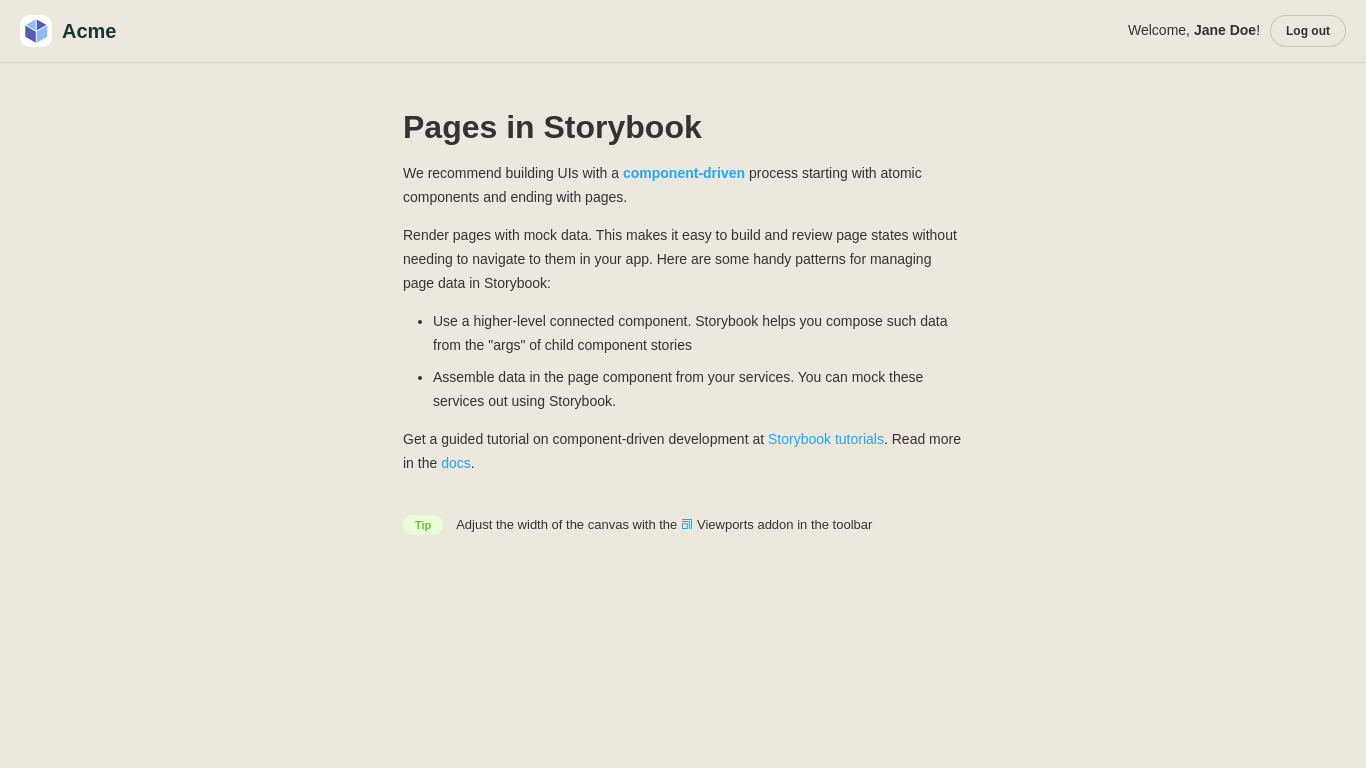 Acme
Welcome, Jane Doe!
Log out
Pages in Storybook
We recommend building UIs with a component-driven process starting with atomic
components and ending with pages.
Render pages with mock data. This makes it easy to build and review page states without
needing to navigate to them in your app. Here are some handy patterns for managing
page data in Storybook:
• Use a higher-level connected component. Storybook helps you compose such data
from the "args" of child component stories
• Assemble data in the page component from your services. You can mock these
services out using Storybook.
Get a guided tutorial on component-driven development at Storybook tutorials. Read more
in the docs.
Tip
Adjust the width of the canvas with the Viewports addon in the toolbar